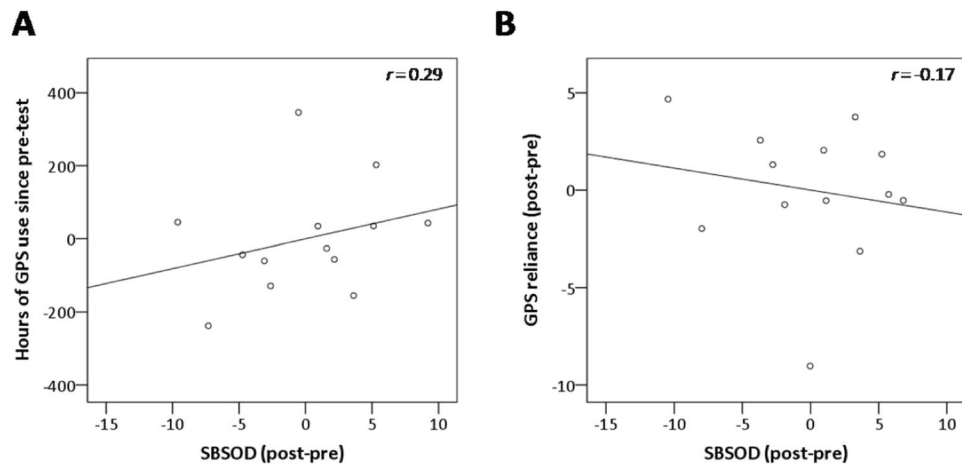 A
B
r = 0.29
Hours of GPS use since pre-test
400
200
0
-200
-400
-15
-10
-5
0
5
10
SBSOD (post-pre)
r = -0.17
GPS reliance (post-pre)
5
0
-5
-10
-15
-10
-5
0
5
10
SBSOD (post-pre)